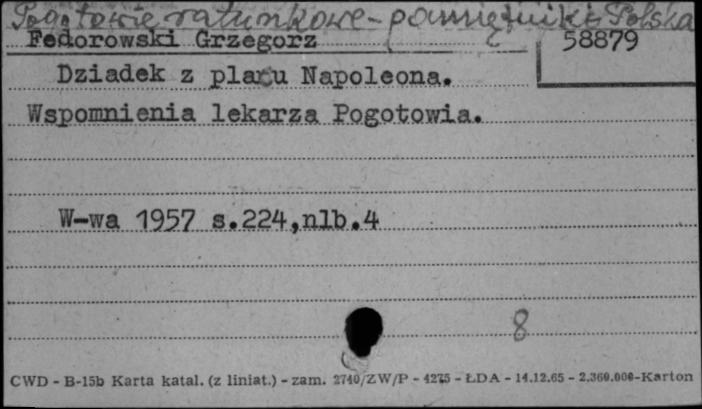 Pogotowie ratunkowe - pamiętniki - Polska
Fedorowski Grzegorz
58879
Dziadek z placu Napoleona.
Wspomnienia lekarza Pogotowia.
W-wa 1957 s.224,nlb.4
8
CWD - B-15b Karta katal. (z liniat.) - zam. 2740/ZW/P - 4275 - ŁDA - 14.12.65 - 2.360.000-Karton